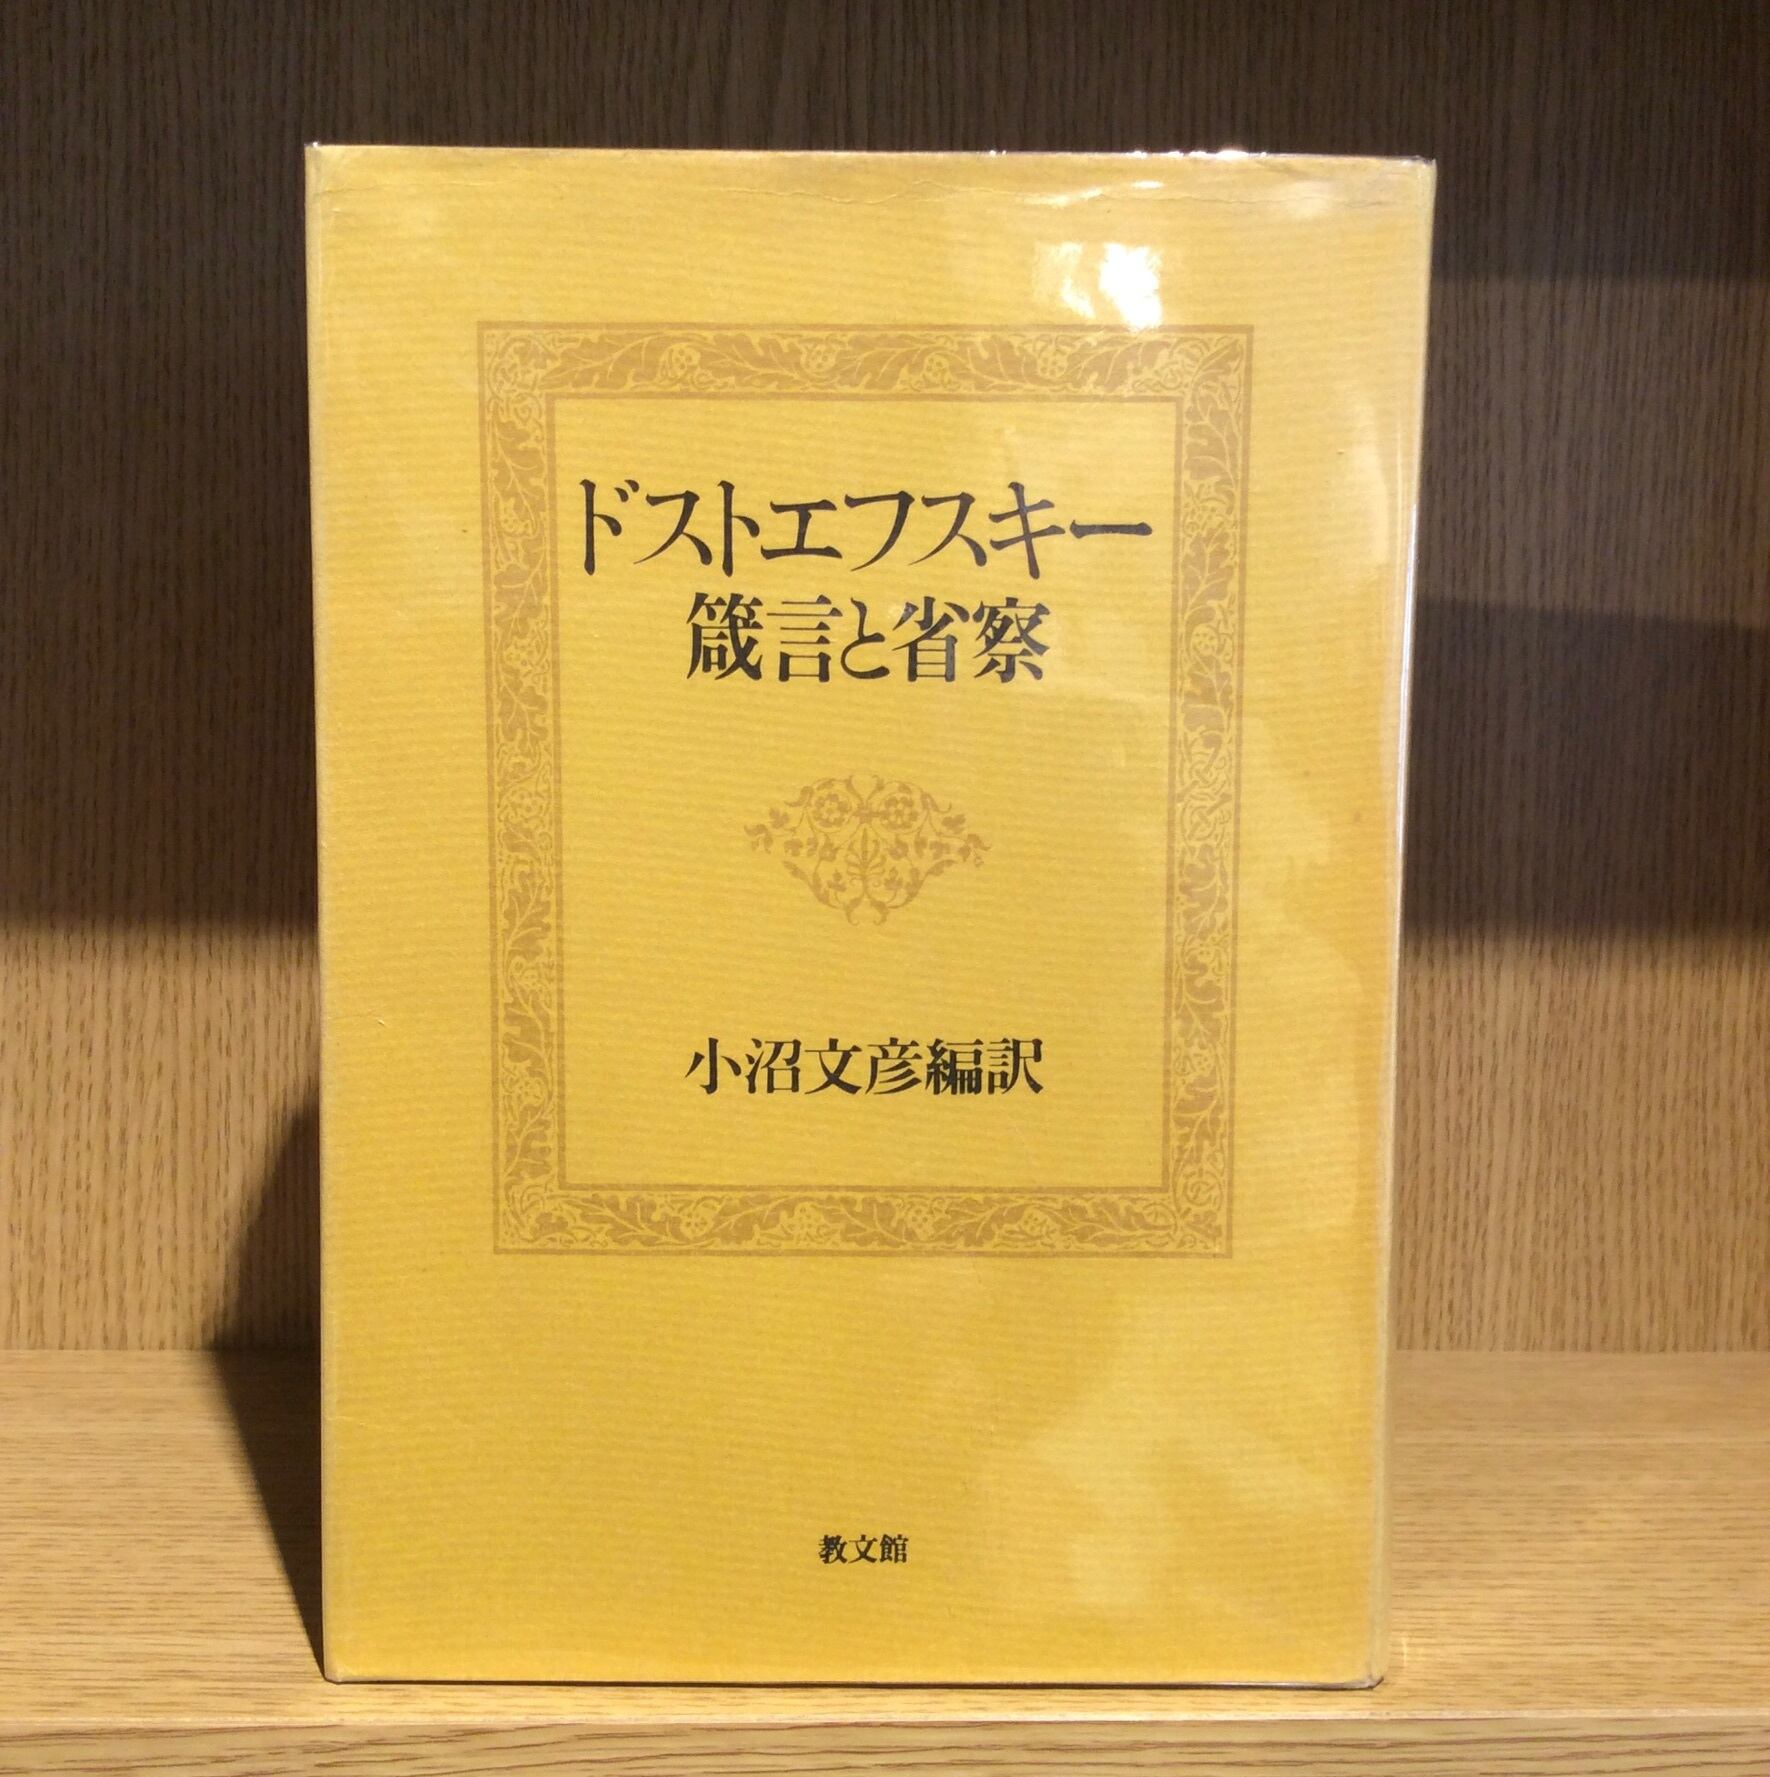 ドストエフスキー
箴言と省察
小沼文彦編訳
教文館